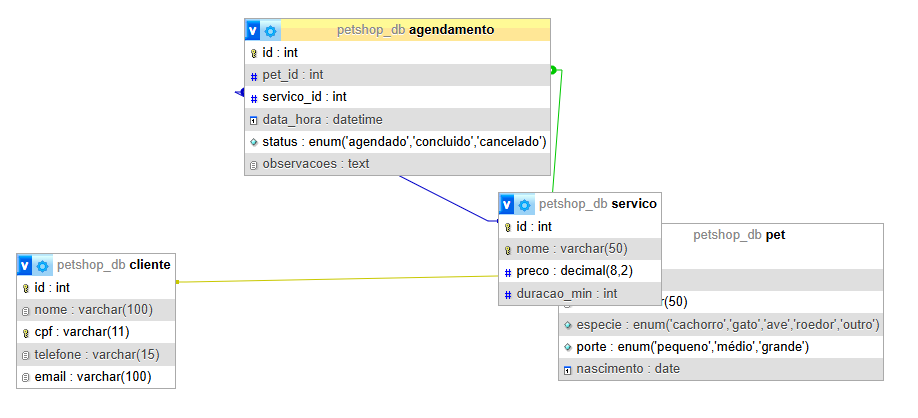 petshop_db agendamento
id : int
pet_id : int
servico_id : int
data_hora : datetime
status : enum('agendado','concluido','cancelado')
observacoes : text
petshop_db servico
id : int
nome : varchar(50)
preco : decimal(8,2)
duracao_min : int
petshop_db pet
(50)
especie : enum('cachorro','gato','ave','roedor','outro')
porte : enum('pequeno','médio','grande')
nascimento : date
petshop_db cliente
id : int
nome : varchar(100)
cpf : varchar(11)
telefone : varchar(15)
email : varchar(100)